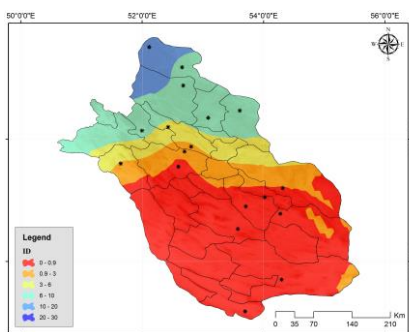 50°0'0"E 52°0'0"E 54°0'0"E 56°0'0"E
N
W E
S
Legend
ID
0 - 0.9
0.9 - 3
3 - 6
6 - 10
10 - 20
20 - 30
Km
0 35 70 140 210